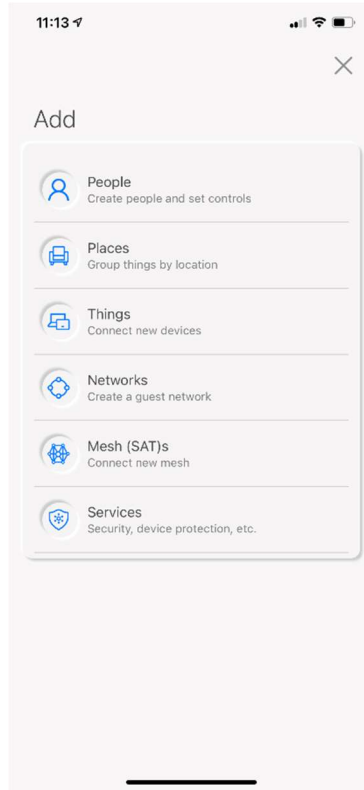 11:13
Add
People
Create people and set controls
Places
Group things by location
Things
Connect new devices
Networks
Create a guest network
Mesh (SAT)s
Connect new mesh
Services
Security, device protection, etc.